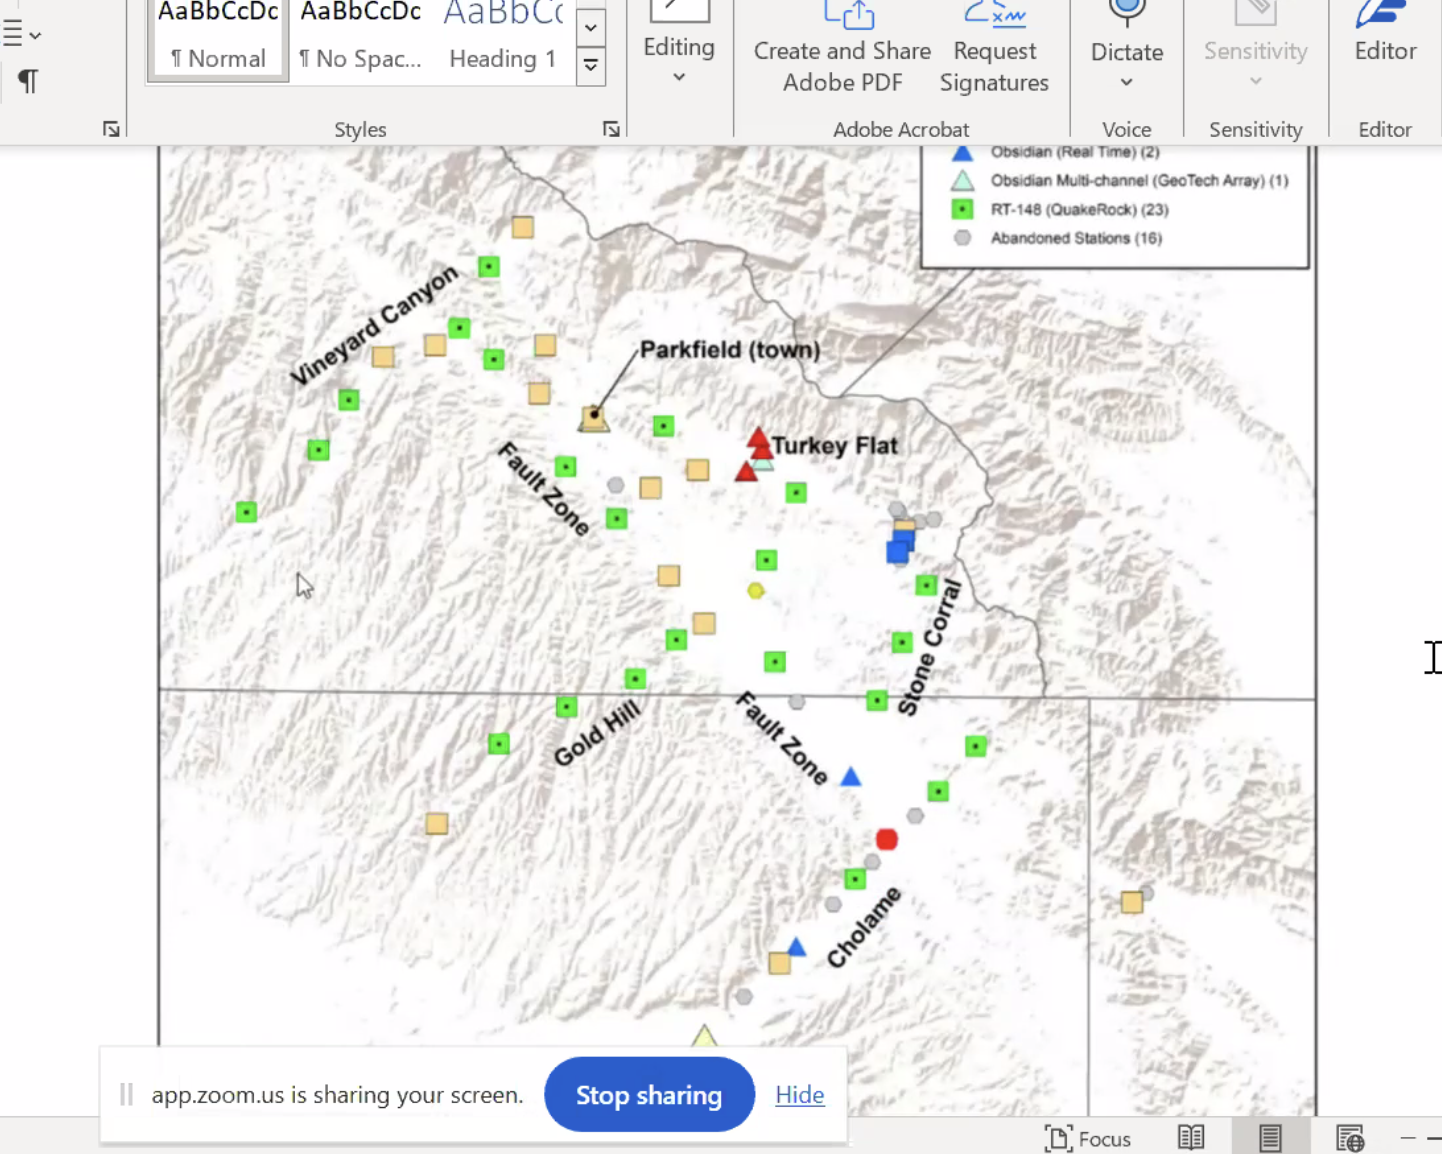 AaBbCcDc AaBbCcDc AaBbCc
¶ Normal ¶ No Spac... Heading 1
Styles
Editing
Create and Share
Adobe PDF
Request
Signatures
Adobe Acrobat
Dictate
Voice
Sensitivity
Sensitivity
Editor
Editor
Obsidian (Real Time) (2)
Obsidian Multi-channel (GeoTech Array) (1)
RT-148 (QuakeRock) (23)
Abandoned Stations (16)
Vineyard Canyon
Parkfield (town)
Turkey Flat
Fault Zone
Stone Corral
Gold Hill
Fault Zone
Cholame
app.zoom.us is sharing your screen.
Stop sharing
Hide
Focus